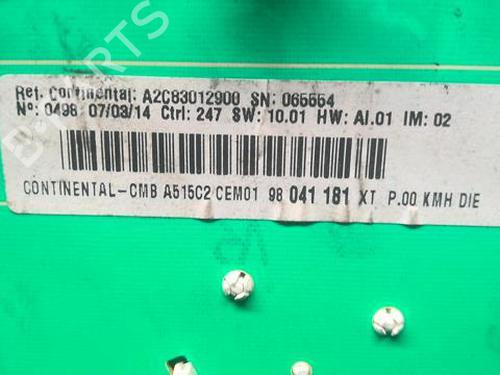 Ref. Continental: A2C83012900 SN: 065554
Nº: 0498 07/03/14 Ctrl: 247 SW: 10.01 HW: AI.01 IM: 02
CONTINENTAL-CMB A515C2 CEM01 98 041 181 XT P.00 KMH DIE
B-PARTS